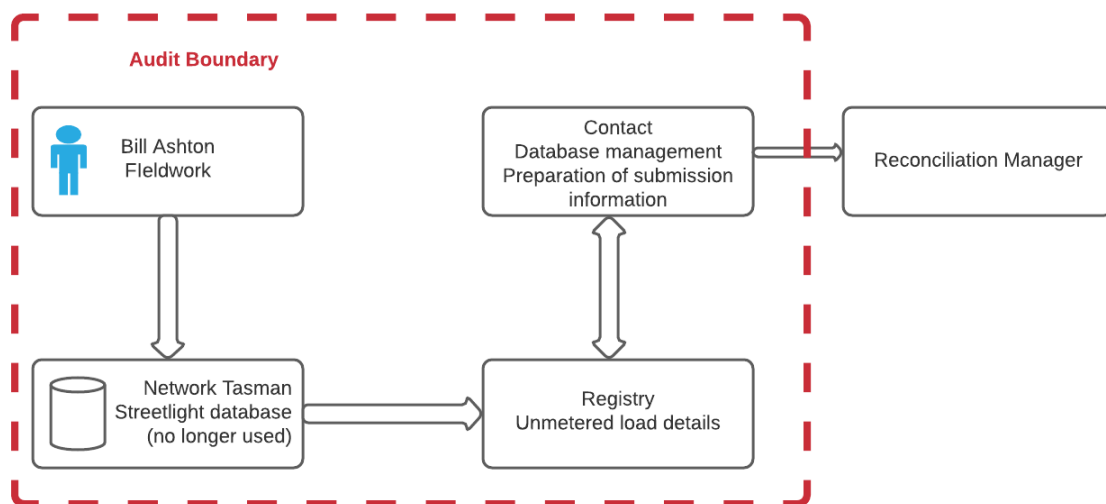 Audit Boundary
Bill Ashton
FIeldwork
Contact
Database management
Preparation of submission
information
Reconciliation Manager
Network Tasman
Streetlight database
(no longer used)
Registry
Unmetered load details